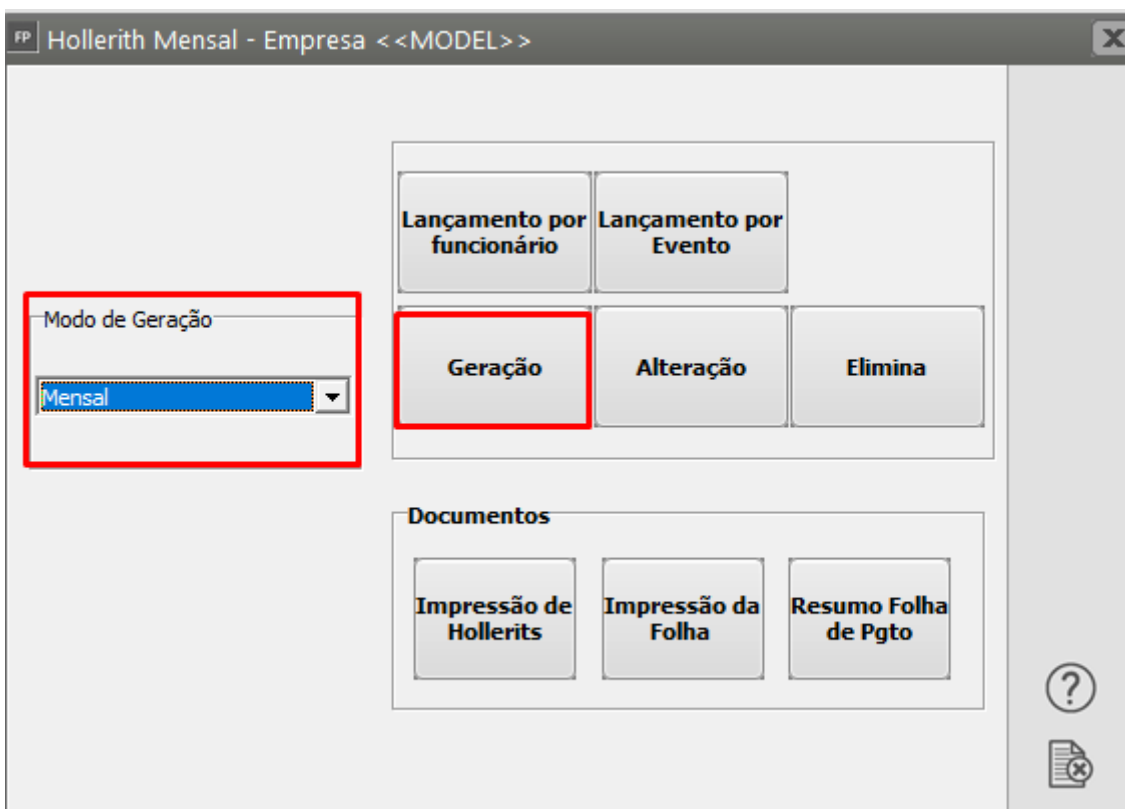 FP Hollerith Mensal - Empresa <<MODEL>>
Lançamento por
funcionário
Lançamento por
Evento
Modo de Geração
Mensal
Geração
Alteração
Elimina
Documentos
Impressão de
Hollerits
Impressão da
Folha
Resumo Folha
de Pgto
?